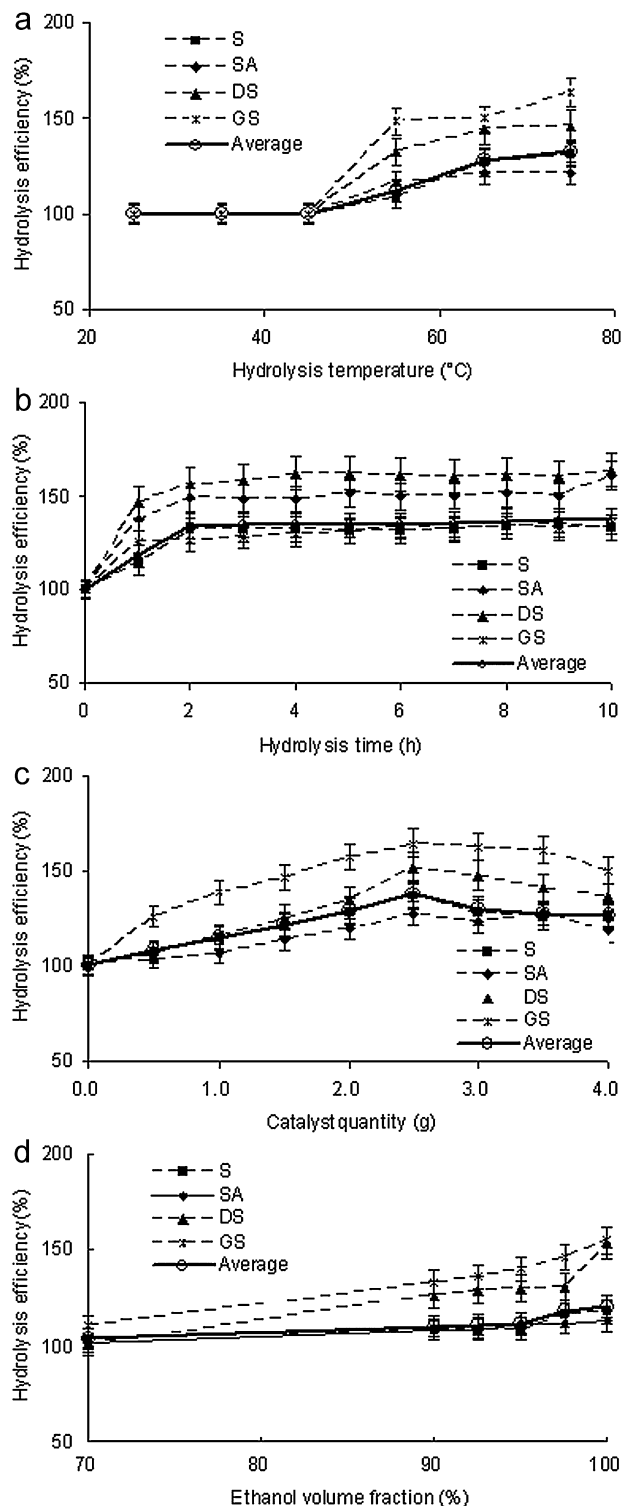 a
200
150
100
50
Hydrolysis efficiency (%)
S
SA
DS
GS
Average
20
40
60
80
Hydrolysis temperature (°C)
b
200
150
100
50
Hydrolysis efficiency (%)
S
SA
DS
GS
Average
0
2
4
6
8
10
Hydrolysis time (h)
c
200
150
100
50
Hydrolysis efficiency (%)
S
SA
DS
GS
Average
0.0
1.0
2.0
3.0
4.0
Catalyst quantity (g)
d
200
150
100
50
Hydrolysis efficiency (%)
S
SA
DS
GS
Average
70
80
90
100
Ethanol volume fraction (%)